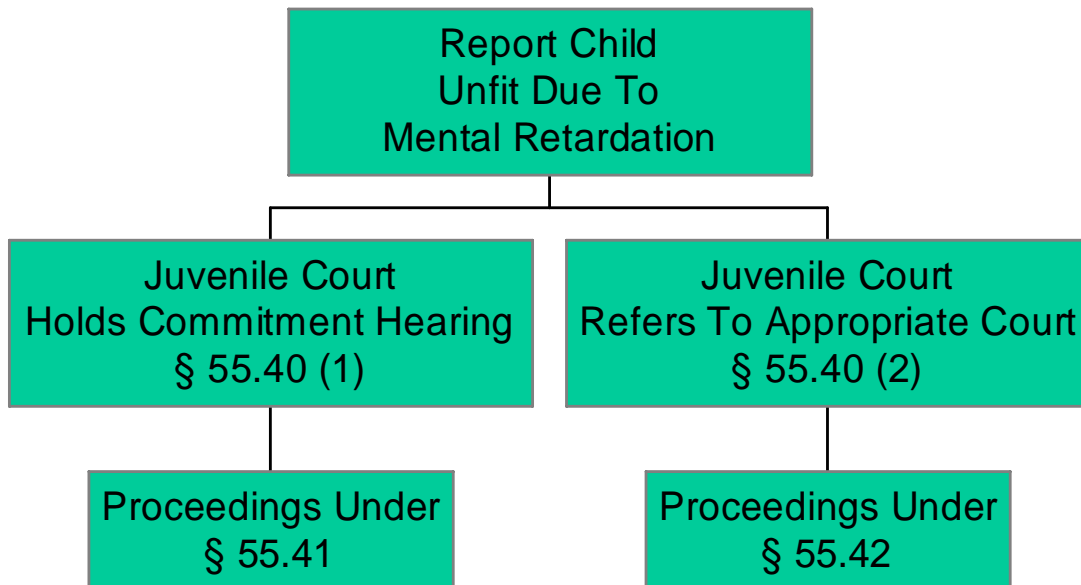 Report Child
Unfit Due To
Mental Retardation
Juvenile Court
Holds Commitment Hearing
§ 55.40 (1)
Juvenile Court
Refers To Appropriate Court
§ 55.40 (2)
Proceedings Under
§ 55.41
Proceedings Under
§ 55.42